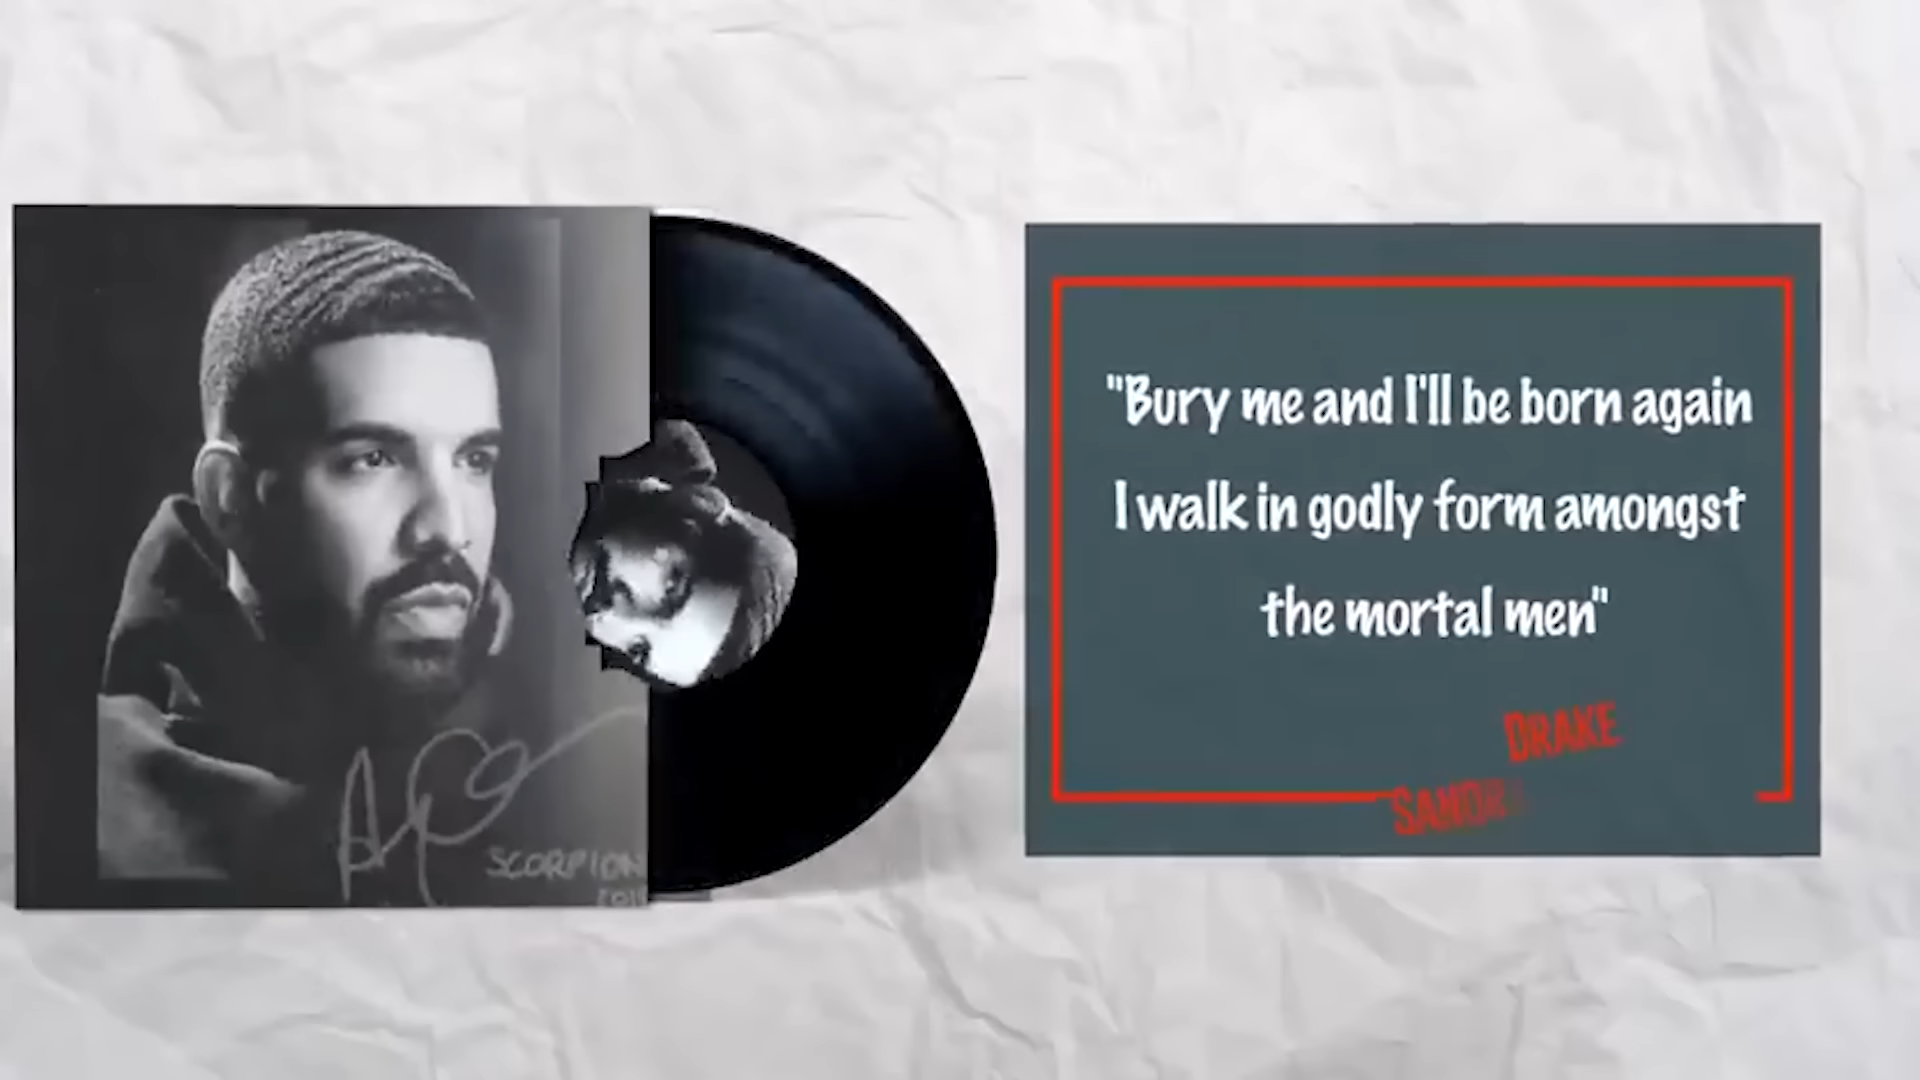 SCORPION
"Bury me and I'll be born again
I walk in godly form amongst
the mortal men"
DRAKE